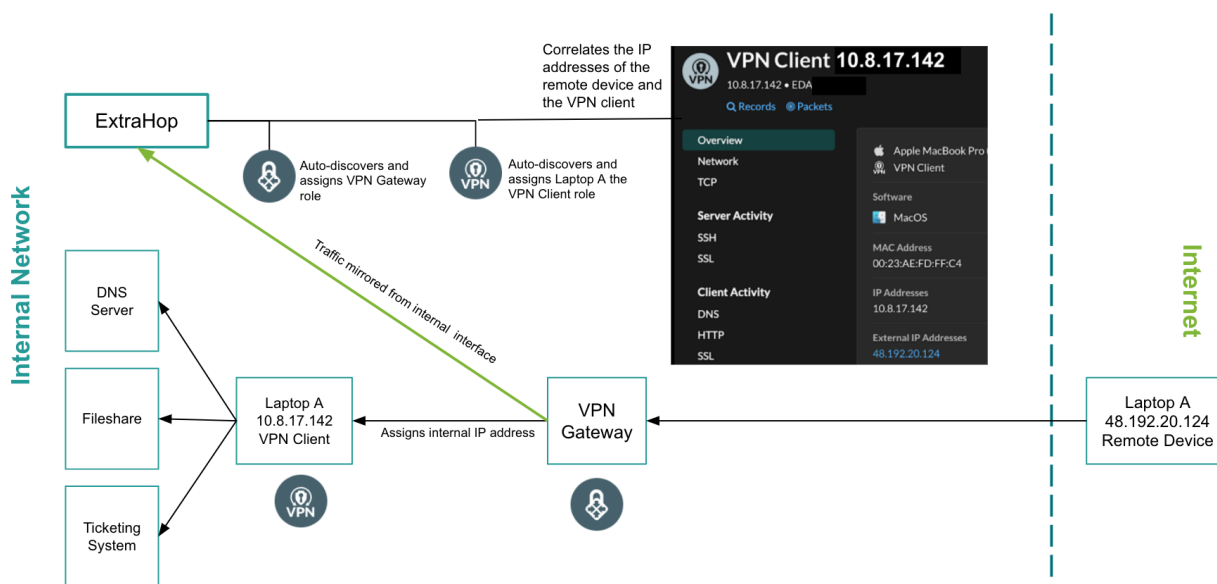 Correlates the IP
addresses of the
remote device and
the VPN client
VPN
VPN Client 10.8.17.142
10.8.17.142 • EDA
Records
Packets
Overview
Network
TCP
Server Activity
SSH
SSL
Client Activity
DNS
HTTP
SSL
Apple MacBook Pro
VPN
VPN Client
Software
MacOS
MAC Address
00:23:AE:FD:FF:C4
IP Addresses
10.8.17.142
External IP Addresses
48.192.20.124
ExtraHop
Auto-discovers and
assigns VPN Gateway
role
VPN
Auto-discovers and
assigns Laptop A the
VPN Client role
Internal Network
Internet
Traffic mirrored from internal interface
DNS
Server
Fileshare
Ticketing
System
Laptop A
10.8.17.142
VPN Client
VPN
Assigns internal IP address
VPN
Gateway
Laptop A
48.192.20.124
Remote Device